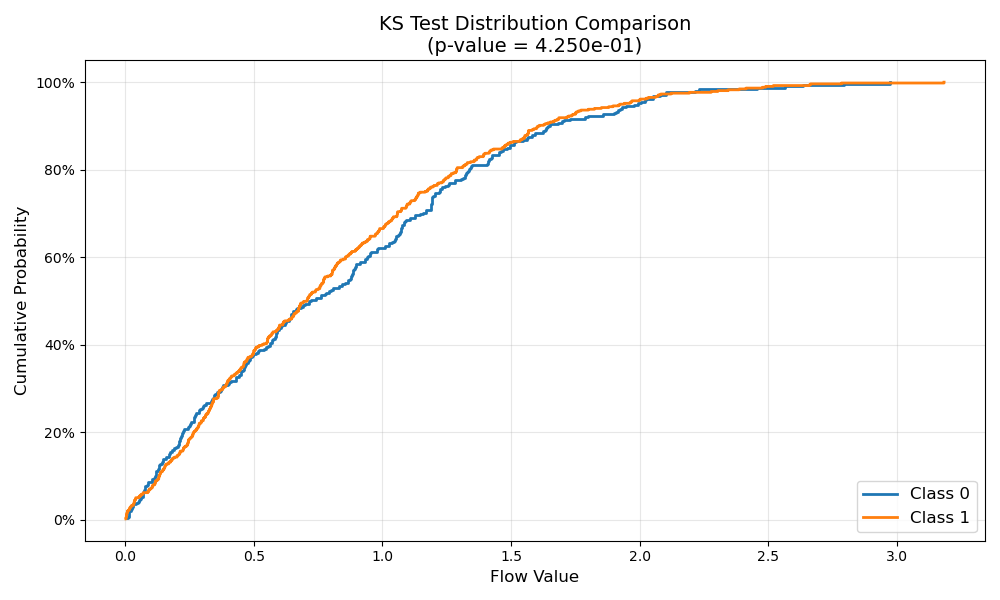 KS Test Distribution Comparison
(p-value = 4.250e-01)
Cumulative Probability
100%
80%
60%
40%
20%
0%
0.0 0.5 1.0 1.5 2.0 2.5 3.0
Flow Value
Class 0
Class 1